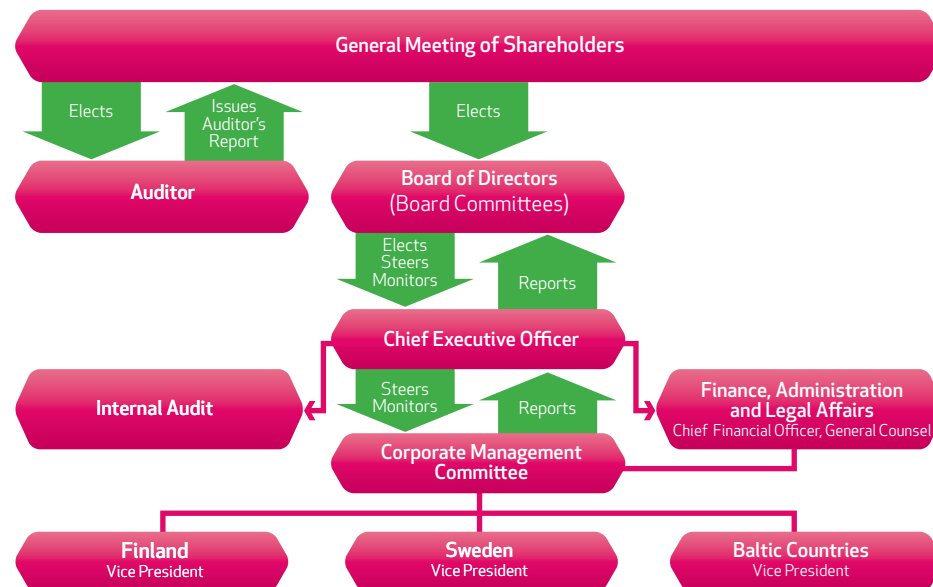 General Meeting of Shareholders
Elects
Issues
Auditor's
Report
Elects
Auditor
Board of Directors
(Board Committees)
Elects
Steers
Monitors
Reports
Chief Executive Officer
Internal Audit
Steers
Monitors
Reports
Finance, Administration
and Legal Affairs
Chief Financial Officer, General Counsel
Corporate Management
Committee
Finland
Vice President
Sweden
Vice President
Baltic Countries
Vice President